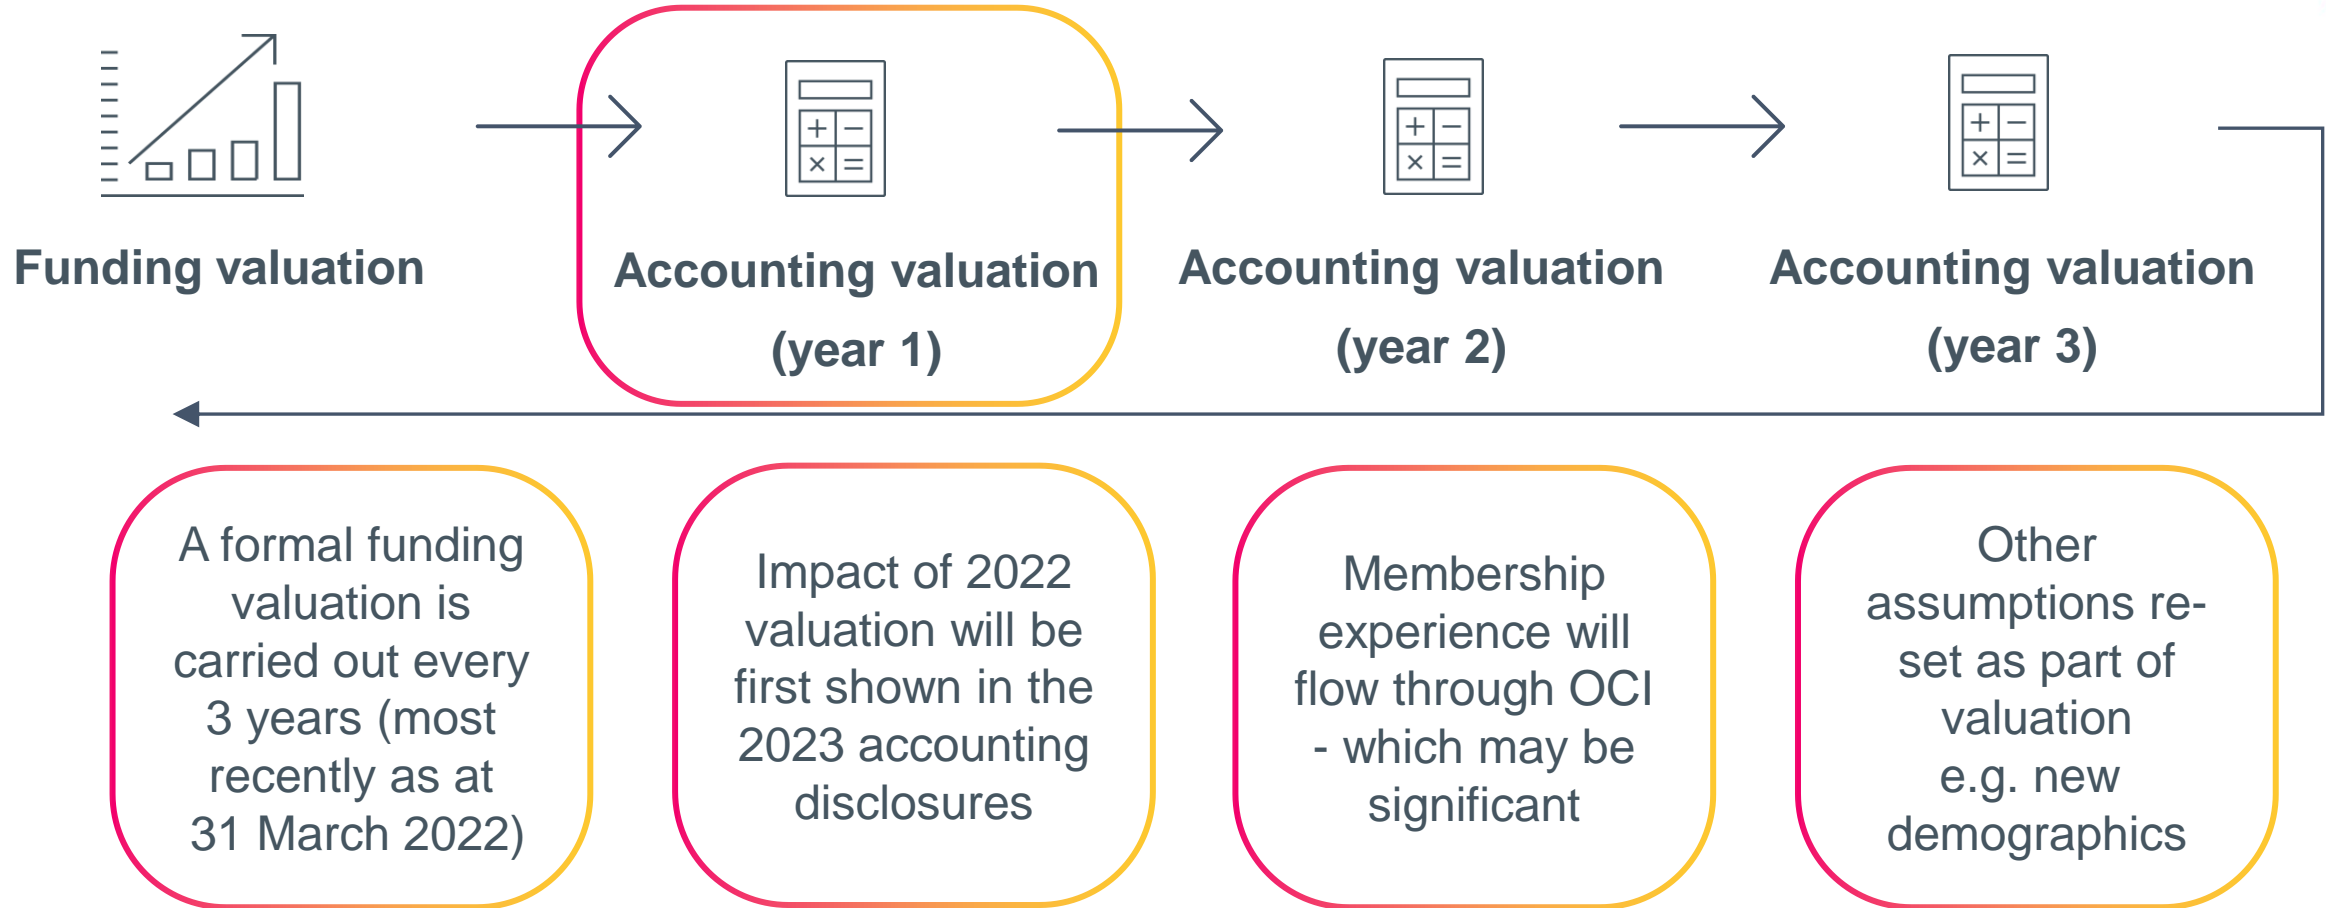 Funding valuation
Accounting valuation
(year 1)
Accounting valuation
(year 2)
Accounting valuation
(year 3)
A formal funding
valuation is
carried out every
3 years (most
recently as at
31 March 2022)
Impact of 2022
valuation will be
first shown in the
2023 accounting
disclosures
Membership
experience will
flow through OCI
- which may be
significant
Other
assumptions re-
set as part of
valuation
e.g. new
demographics